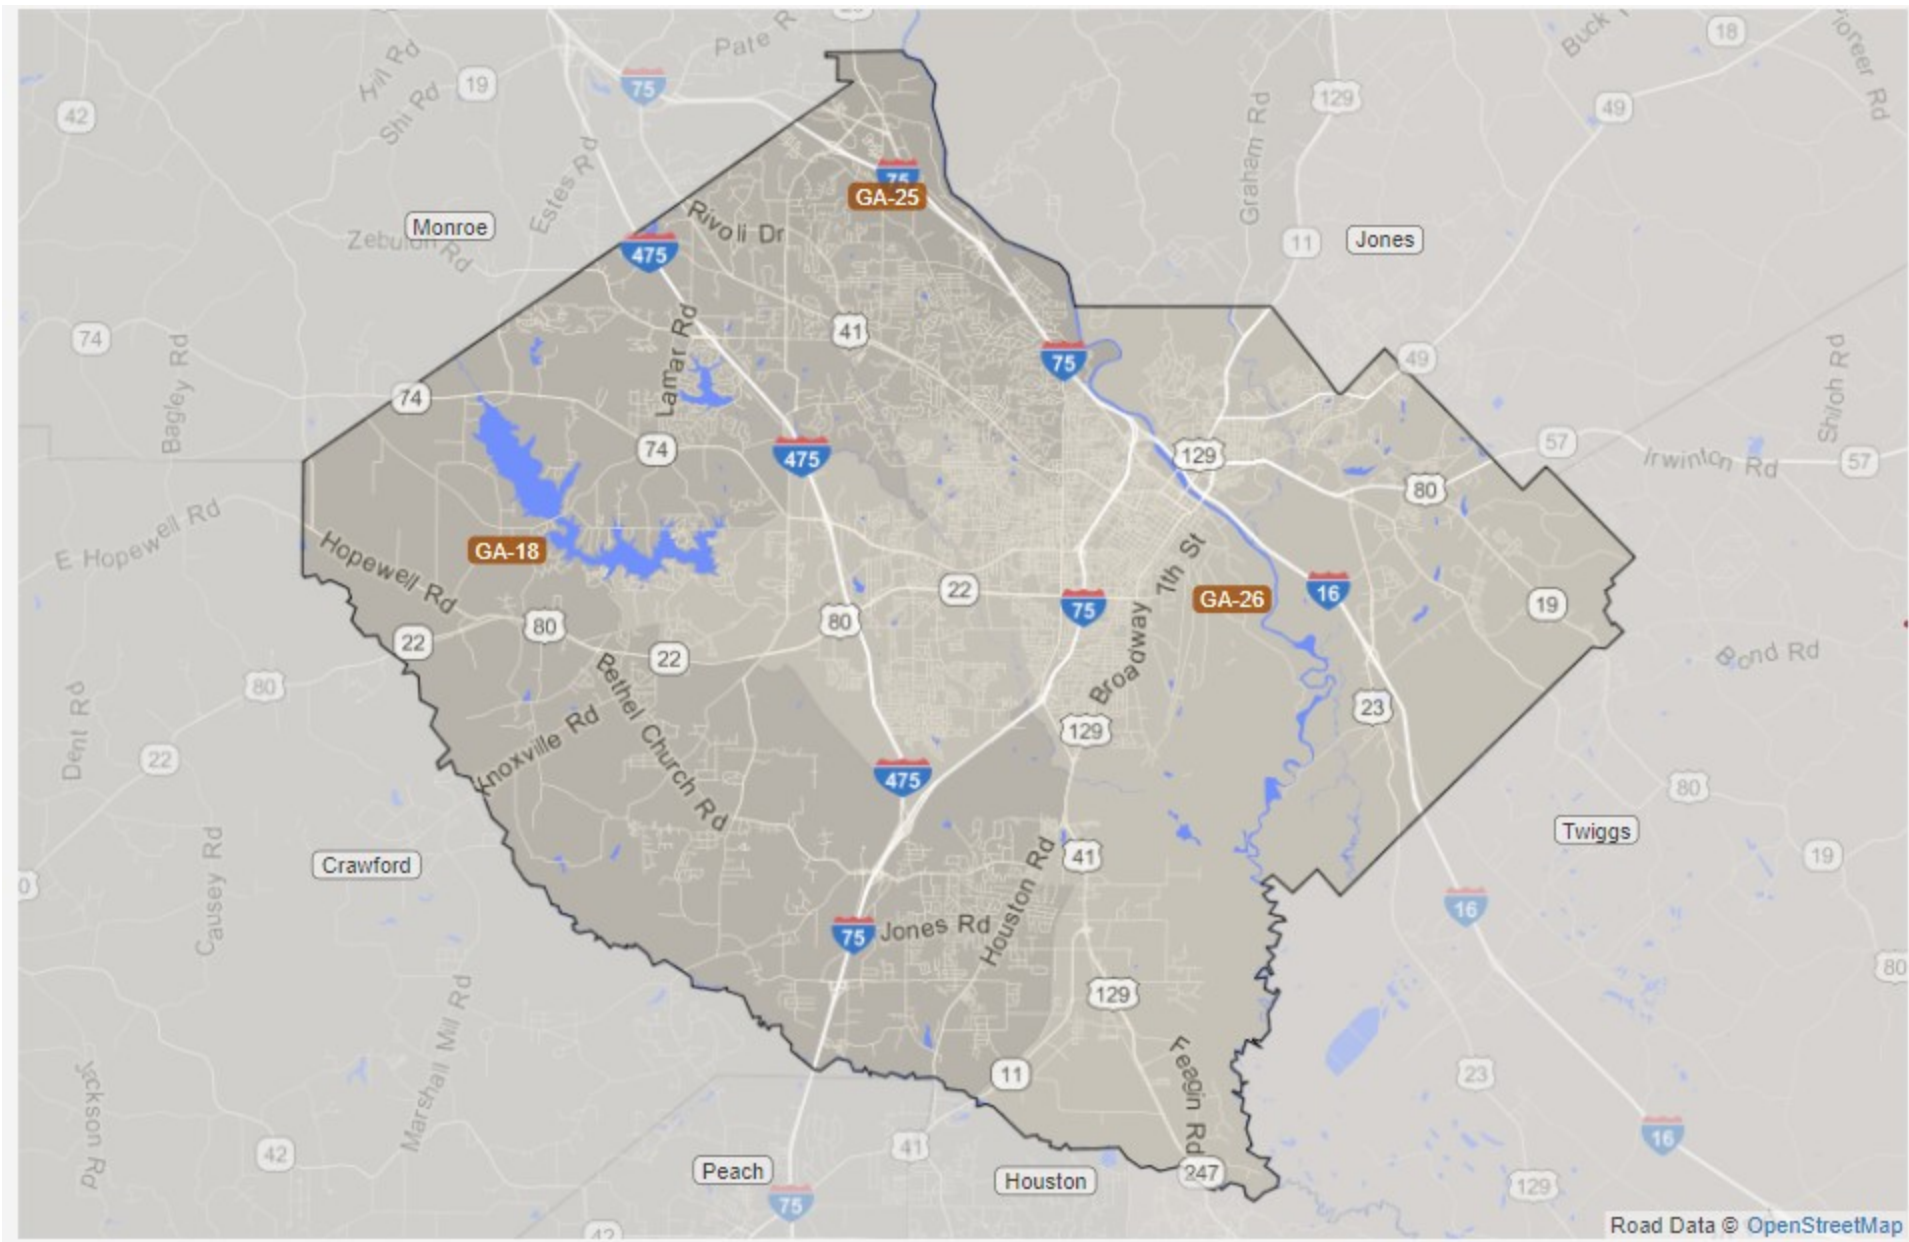 18
Pate R
Buck
Pioneer Rd
75
19
42
Hill Rd
Shi Rd
129
49
Estes Rd
Graham Rd
75
GA-25
Monroe
Zebulon Rd
Rivoli Dr
475
11
Jones
74
Bagley Rd
Lamar Rd
41
75
49
Shiloh Rd
74
74
475
129
57
Irwinton Rd
57
80
E Hopewell Rd
Hopewell Rd
GA-18
7th St
22
75
GA-26
16
19
80
80
22
22
Bethel Church Rd
Broadway
Bond Rd
80
Dent Rd
Knoxville Rd
129
23
22
475
80
Causey Rd
Crawford
Houston Rd
41
Twiggs
19
0
75
Jones Rd
16
80
Marshall Mill Rd
129
Jackson Rd
11
Feagin Rd
23
42
41
16
Peach
Houston
247
75
129
42
Road Data © OpenStreetMap